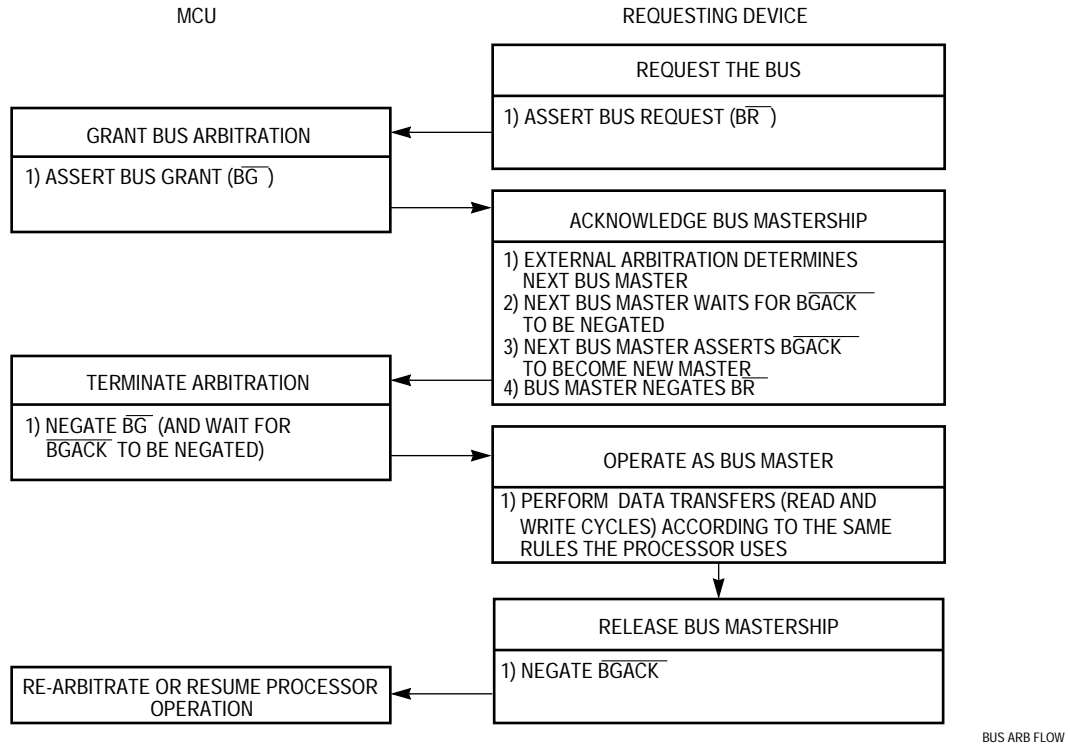 MCU
REQUESTING DEVICE
REQUEST THE BUS
1) ASSERT BUS REQUEST (BR)
GRANT BUS ARBITRATION
1) ASSERT BUS GRANT (BG)
ACKNOWLEDGE BUS MASTERSHIP
1) EXTERNAL ARBITRATION DETERMINES
NEXT BUS MASTER
2) NEXT BUS MASTER WAITS FOR BGACK
TO BE NEGATED
3) NEXT BUS MASTER ASSERTS BGACK
TO BECOME NEW MASTER
4) BUS MASTER NEGATES BR
TERMINATE ARBITRATION
1) NEGATE BG (AND WAIT FOR
BGACK TO BE NEGATED)
OPERATE AS BUS MASTER
1) PERFORM DATA TRANSFERS (READ AND
WRITE CYCLES) ACCORDING TO THE SAME
RULES THE PROCESSOR USES
RELEASE BUS MASTERSHIP
1) NEGATE BGACK
RE-ARBITRATE OR RESUME PROCESSOR
OPERATION
BUS ARB FLOW